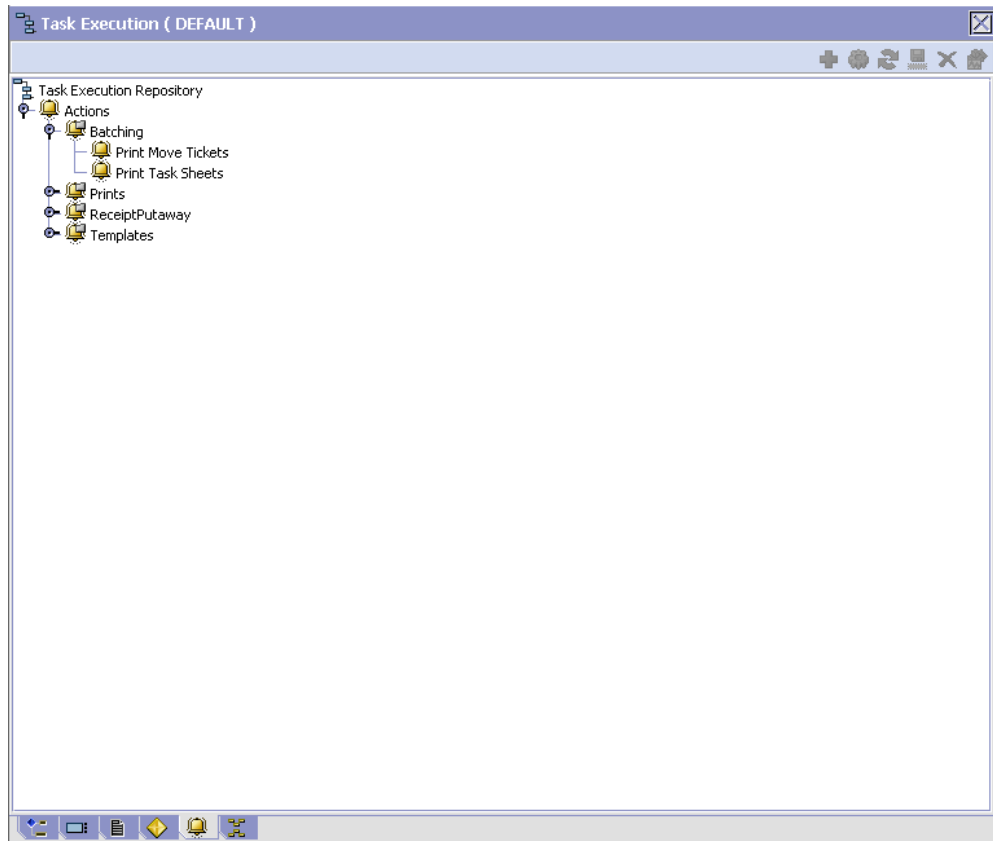 Task Execution ( DEFAULT )
Task Execution Repository
Actions
Batching
Print Move Tickets
Print Task Sheets
Prints
ReceiptPutaway
Templates